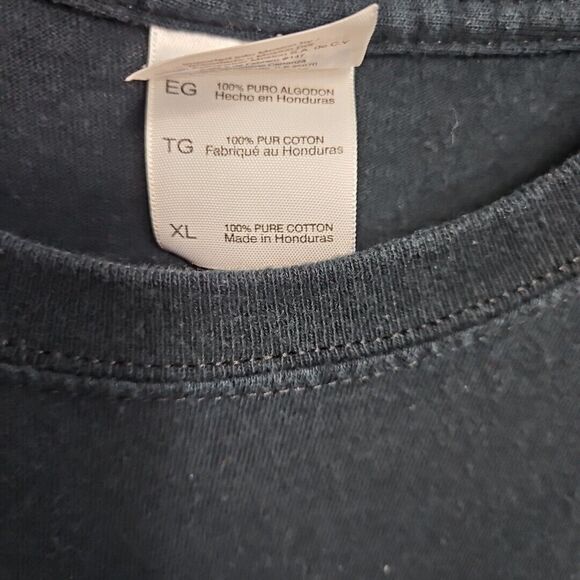 S.A. de C.V.
EG
100% PURO ALGODON
Hecho en Honduras
TG
100% PUR COTON
Fabriqué au Honduras
XL
100% PURE COTTON
Made in Honduras